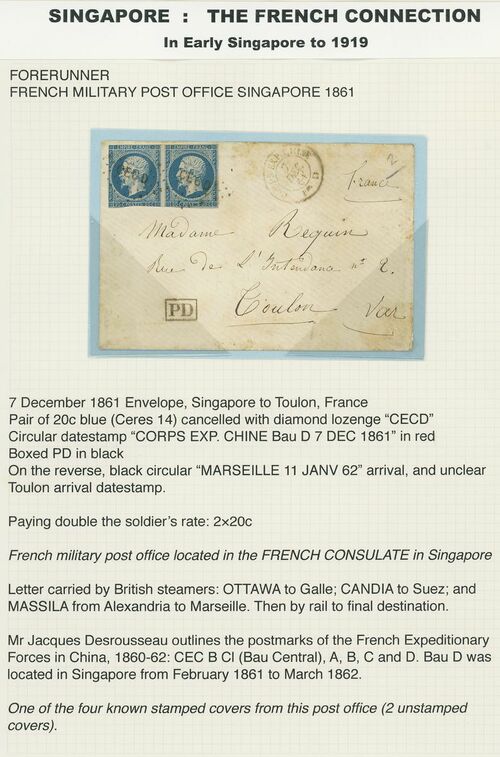 SINGAPORE : THE FRENCH CONNECTION
In Early Singapore to 1919
FORERUNNER
FRENCH MILITARY POST OFFICE SINGAPORE 1861
EMPIRE FRANC EMPIRE FRANC
France
Madame Requin
Rue de L'Intendance nº 2.
Toulon Var
PD
7 December 1861 Envelope, Singapore to Toulon, France
Pair of 20c blue (Ceres 14) cancelled with diamond lozenge “CECD”
Circular datestamp “CORPS EXP. CHINE Bau D 7 DEC 1861” in red
Boxed PD in black
On the reverse, black circular “MARSEILLE 11 JANV 62” arrival, and unclear
Toulon arrival datestamp.
Paying double the soldier’s rate: 2×20c
French military post office located in the FRENCH CONSULATE in Singapore
Letter carried by British steamers: OTTAWA to Galle; CANDIA to Suez; and
MASSILA from Alexandria to Marseille. Then by rail to final destination.
Mr Jacques Desrousseau outlines the postmarks of the French Expeditionary
Forces in China, 1860-62: CEC B Cl (Bau Central), A, B, C and D. Bau D was
located in Singapore from February 1861 to March 1862.
One of the four known stamped covers from this post office (2 unstamped
covers).